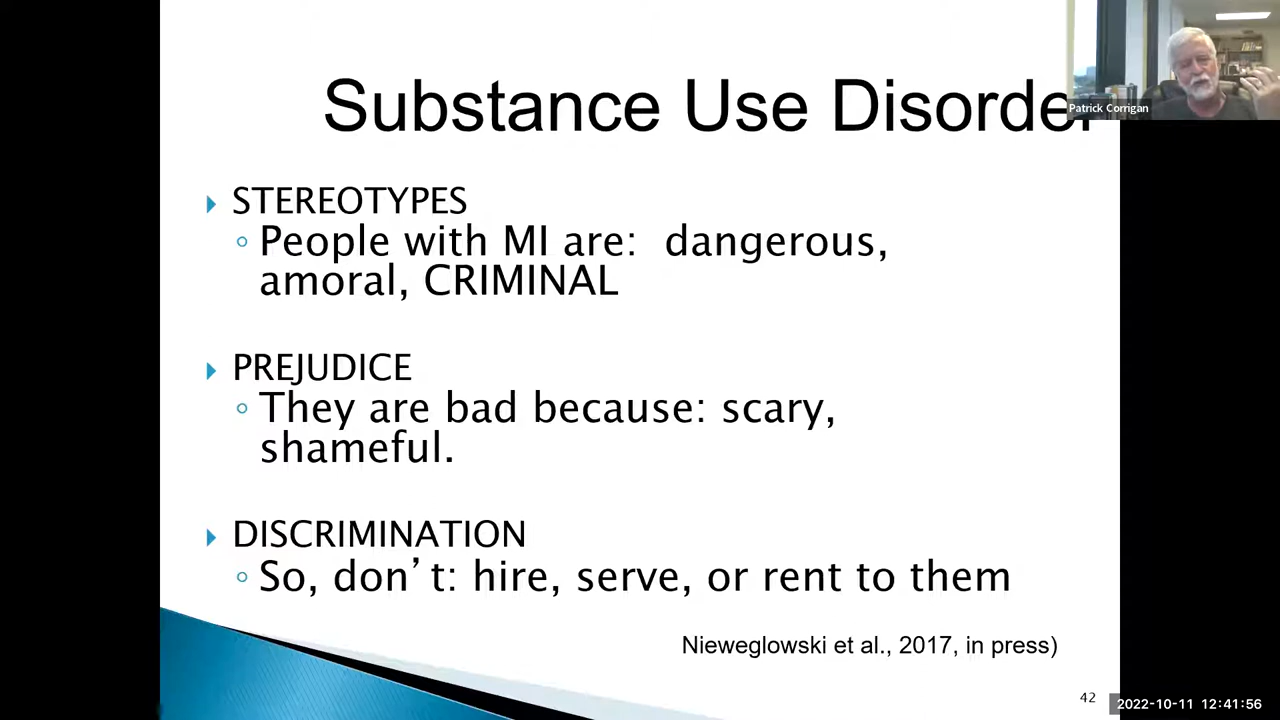 Substance Use Disorder
Patrick Corrigan
STEREOTYPES
People with MI are: dangerous,
amoral, CRIMINAL
PREJUDICE
They are bad because: scary,
shameful.
DISCRIMINATION
So, don’t: hire, serve, or rent to them
Nieweglowski et al., 2017, in press)
42
2022-10-11 12:41:56